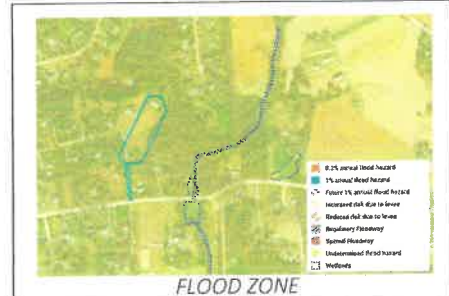 0.2% annual flood hazard
1% annual flood hazard
Future 1% annual flood hazard
Increased risk due to levee
Reduced risk due to levee
Regulatory Floodway
Special Floodway
Undetermined flood hazard
Wetlands
FLOOD ZONE